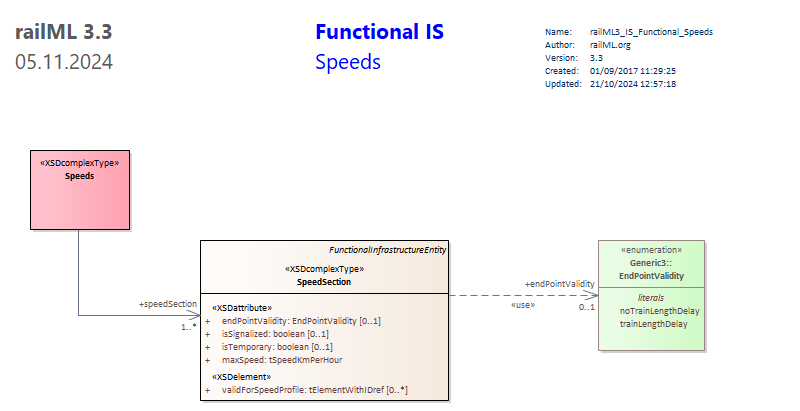 railML 3.3
05.11.2024
Functional IS
Speeds
Name: railML3_IS_Functional_Speeds
Author: railML.org
Version: 3.3
Created: 01/09/2017 11:29:25
Updated: 21/10/2024 12:57:18
«XSDcomplexType»
Speeds
+speedSection
1..*
FunctionalInfrastructureEntity
«XSDcomplexType»
SpeedSection
«XSDattribute»
+ endPointValidity: EndPointValidity [0..1]
+ isSignalized: boolean [0..1]
+ isTemporary: boolean [0..1]
+ maxSpeed: tSpeedKmPerHour
«XSDelement»
+ validForSpeedProfile: tElementWithIDref [0..*]
+endPointValidity
«use»
0..1
«enumeration»
Generic3::
EndPointValidity
literals
noTrainLengthDelay
trainLengthDelay